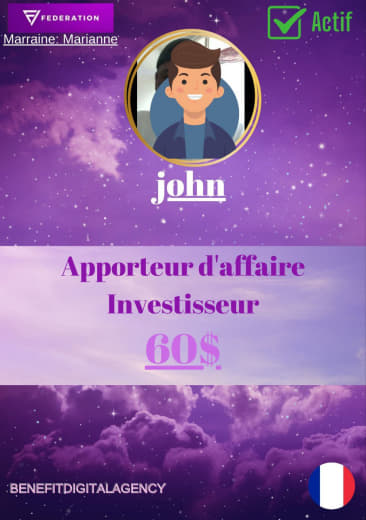 FEDERATION
Marraine: Marianne
Actif
john
Apporteur d'affaire
Investisseur
60$
BENEFITDIGITALAGENCY